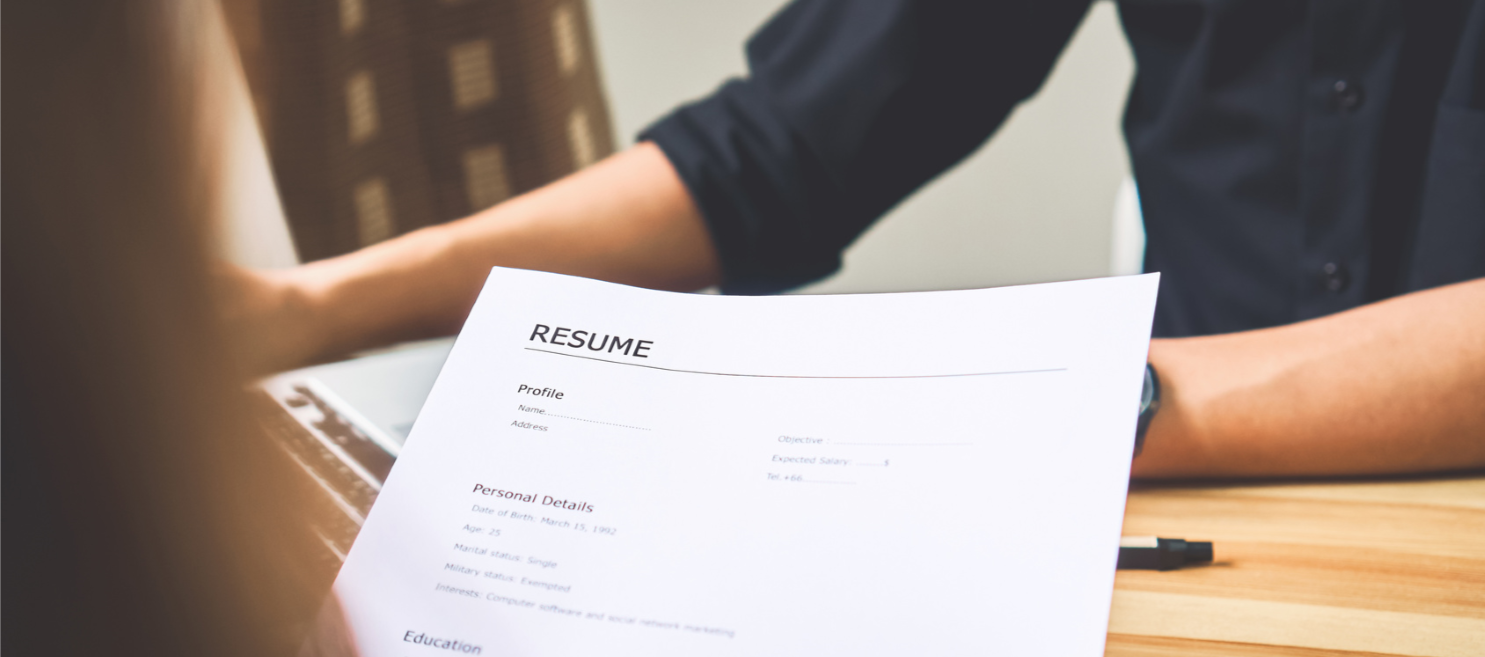 RESUME
Profile
Name....................................
Address
Objective : ....................................
Expected Salary: .........$
Tel.+66.................
Personal Details
Date of Birth: March 15, 1992
Age: 25
Marital status: Single
Military status: Exempted
Interests: Computer software and social network marketing
Education